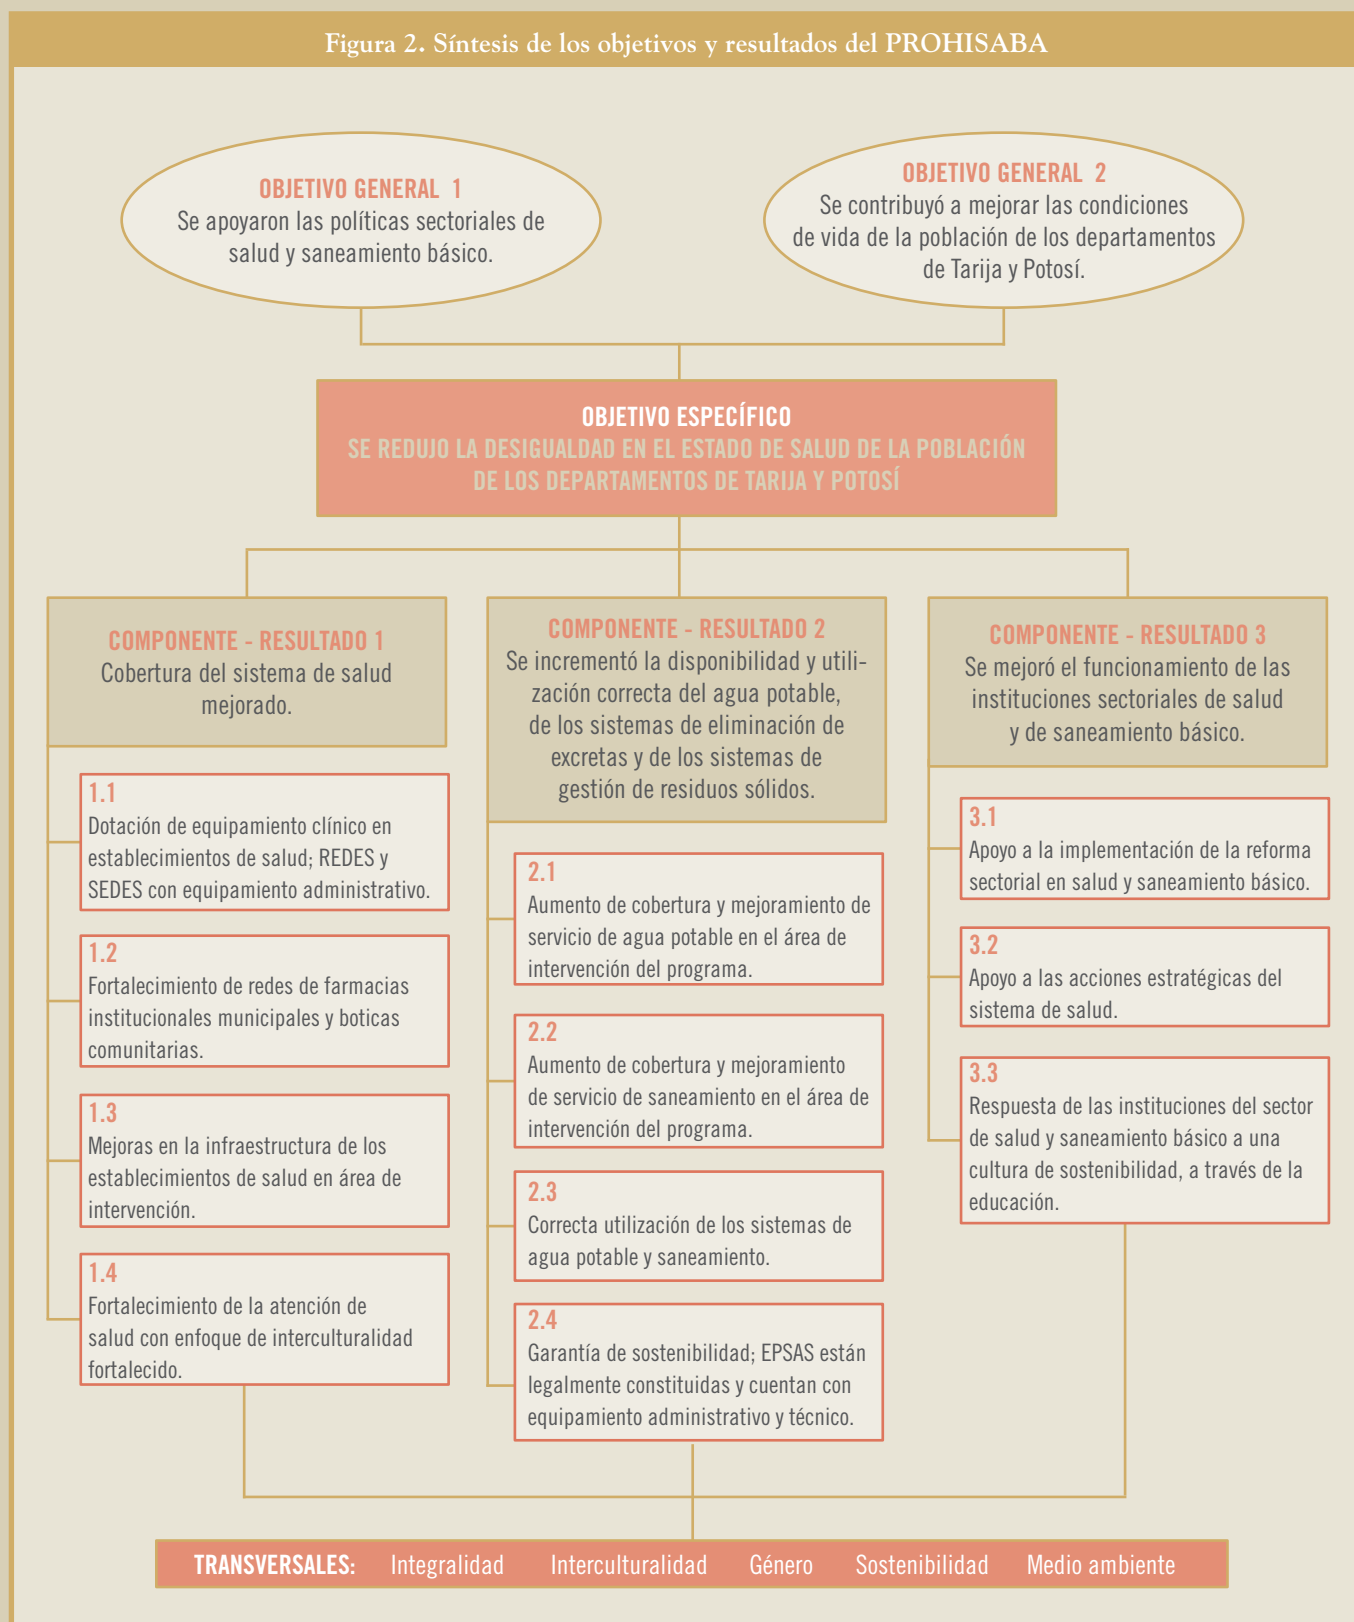 Figura 2. Síntesis de los objetivos y resultados del PROHISABA
OBJETIVO GENERAL 1
Se apoyaron las políticas sectoriales de
salud y saneamiento básico.
OBJETIVO GENERAL 2
Se contribuyó a mejorar las condiciones
de vida de la población de los departamentos
de Tarija y Potosí.
OBJETIVO ESPECÍFICO
SE REDUJO LA DESIGUALDAD EN EL ESTADO DE SALUD DE LA POBLACIÓN
DE LOS DEPARTAMENTOS DE TARIJA Y POTOSÍ
COMPONENTE - RESULTADO 1
Cobertura del sistema de salud
mejorado.
1.1
Dotación de equipamiento clínico en
establecimientos de salud; REDES y
SEDES con equipamiento administrativo.
1.2
Fortalecimiento de redes de farmacias
institucionales municipales y boticas
comunitarias.
1.3
Mejoras en la infraestructura de los
establecimientos de salud en área de
intervención.
1.4
Fortalecimiento de la atención de
salud con enfoque de interculturalidad
fortalecido.
COMPONENTE - RESULTADO 2
Se incrementó la disponibilidad y utili-
zación correcta del agua potable,
de los sistemas de eliminación de
excretas y de los sistemas de
gestión de residuos sólidos.
2.1
Aumento de cobertura y mejoramiento de
servicio de agua potable en el área de
intervención del programa.
2.2
Aumento de cobertura y mejoramiento
de servicio de saneamiento en el área de
intervención del programa.
2.3
Correcta utilización de los sistemas de
agua potable y saneamiento.
2.4
Garantía de sostenibilidad; EPSAS están
legalmente constituidas y cuentan con
equipamiento administrativo y técnico.
COMPONENTE - RESULTADO 3
Se mejoró el funcionamiento de las
instituciones sectoriales de salud
y de saneamiento básico.
3.1
Apoyo a la implementación de la reforma
sectorial en salud y saneamiento básico.
3.2
Apoyo a las acciones estratégicas del
sistema de salud.
3.3
Respuesta de las instituciones del sector
de salud y saneamiento básico a una
cultura de sostenibilidad, a través de la
educación.
TRANSVERSALES: Integralidad Interculturalidad Género Sostenibilidad Medio ambiente